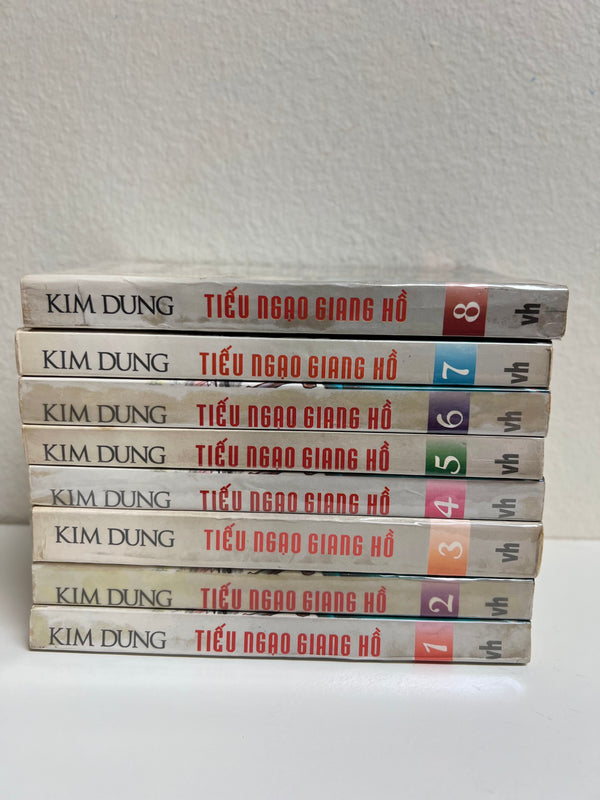 KIM DUNG TIẾU NGẠO GIANG HỒ 8 vh
KIM DUNG TIẾU NGẠO GIANG HỒ 7 vh
KIM DUNG TIẾU NGẠO GIANG HỒ 6 vh
KIM DUNG TIẾU NGẠO GIANG HỒ 5 vh
KIM DUNG TIẾU NGẠO GIANG HỒ 4 vh
KIM DUNG TIẾU NGẠO GIANG HỒ 3 vh
KIM DUNG TIẾU NGẠO GIANG HỒ 2 vh
KIM DUNG TIẾU NGẠO GIANG HỒ 1 vh